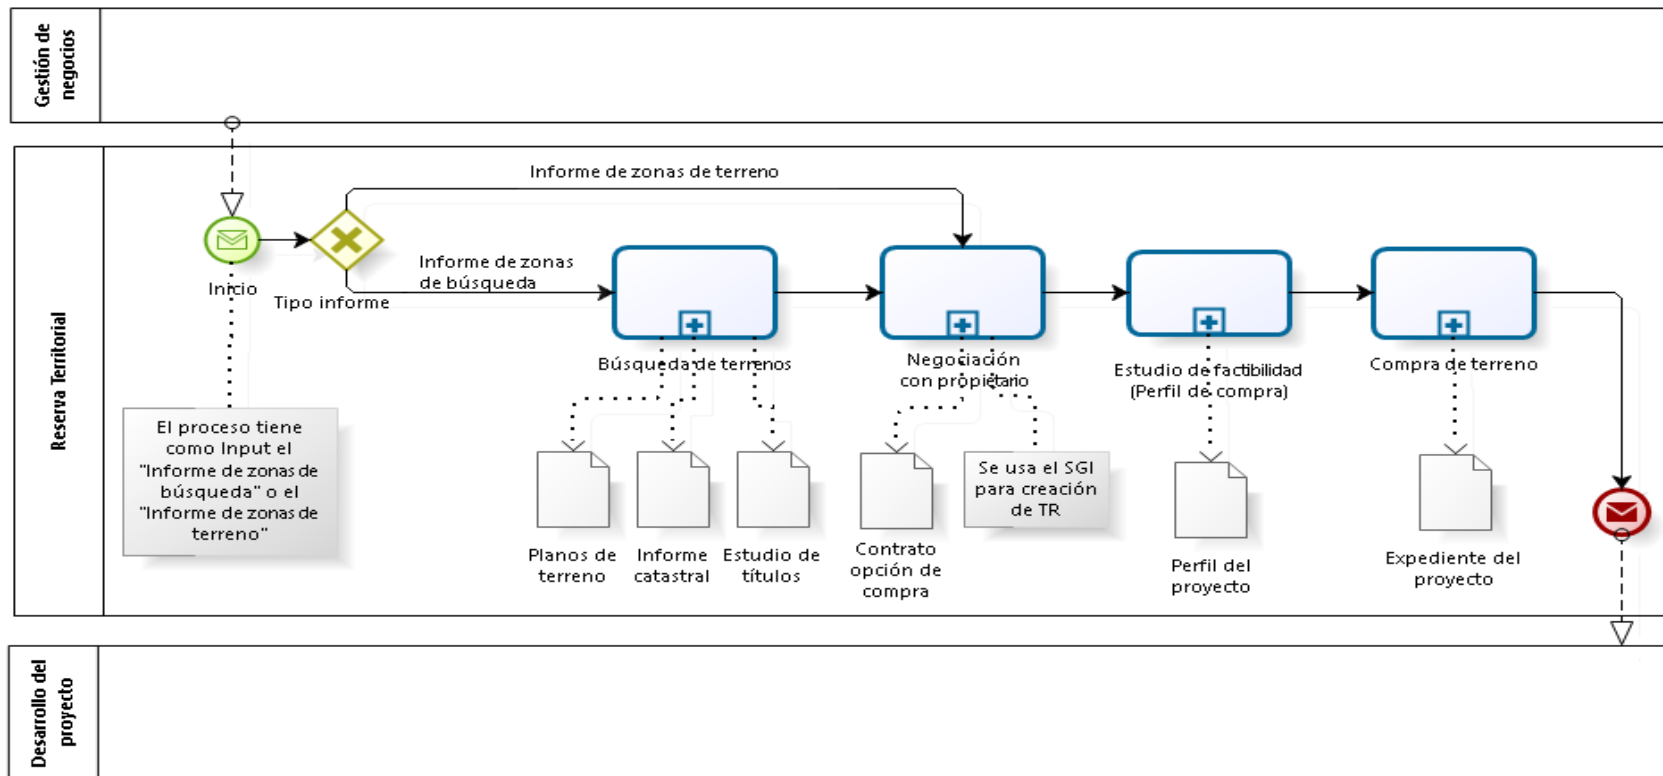 Gestión de
negocios
Reserva Territorial
Informe de zonas de terreno
Informe de zonas
de búsqueda
Inicio
Tipo informe
El proceso tiene
como Input el
"Informe de zonas de
búsqueda" o el
"Informe de zonas de
terreno"
Búsqueda de terrenos
Negociación
con propietario
Estudio de factibilidad
(Perfil de compra)
Compra de terreno
Planos de
terreno
Informe
catastral
Estudio de
títulos
Contrato
opción de
compra
Se usa el SGI
para creación
de TR
Perfil del
proyecto
Expediente del
proyecto
Desarrollo del
proyecto